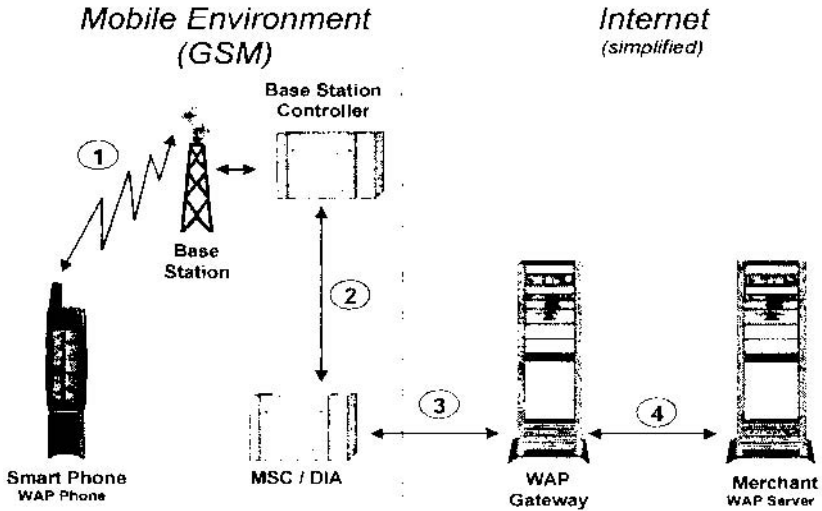 Mobile Environment
(GSM)
Internet
(simplified)
Base Station
Controller
1
Base
Station
2
3
4
Smart Phone
WAP Phone
MSC / DIA
WAP
Gateway
Merchant
WAP Server